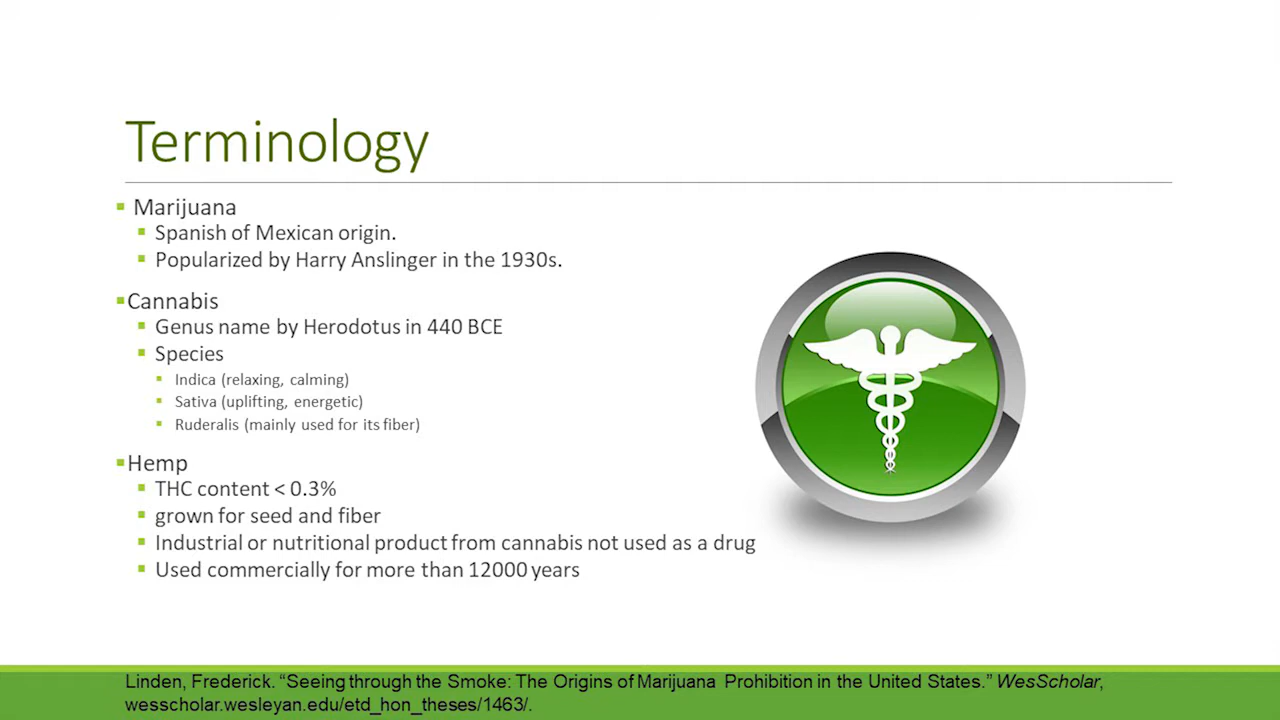 Terminology
Marijuana
Spanish of Mexican origin.
Popularized by Harry Anslinger in the 1930s.
Cannabis
Genus name by Herodotus in 440 BCE
Species
Indica (relaxing, calming)
Sativa (uplifting, energetic)
Ruderalis (mainly used for its fiber)
Hemp
THC content < 0.3%
grown for seed and fiber
Industrial or nutritional product from cannabis not used as a drug
Used commercially for more than 12000 years
Linden, Frederick. “Seeing through the Smoke: The Origins of Marijuana Prohibition in the United States.” WesScholar,
wesscholar.wesleyan.edu/etd_hon_theses/1463/.